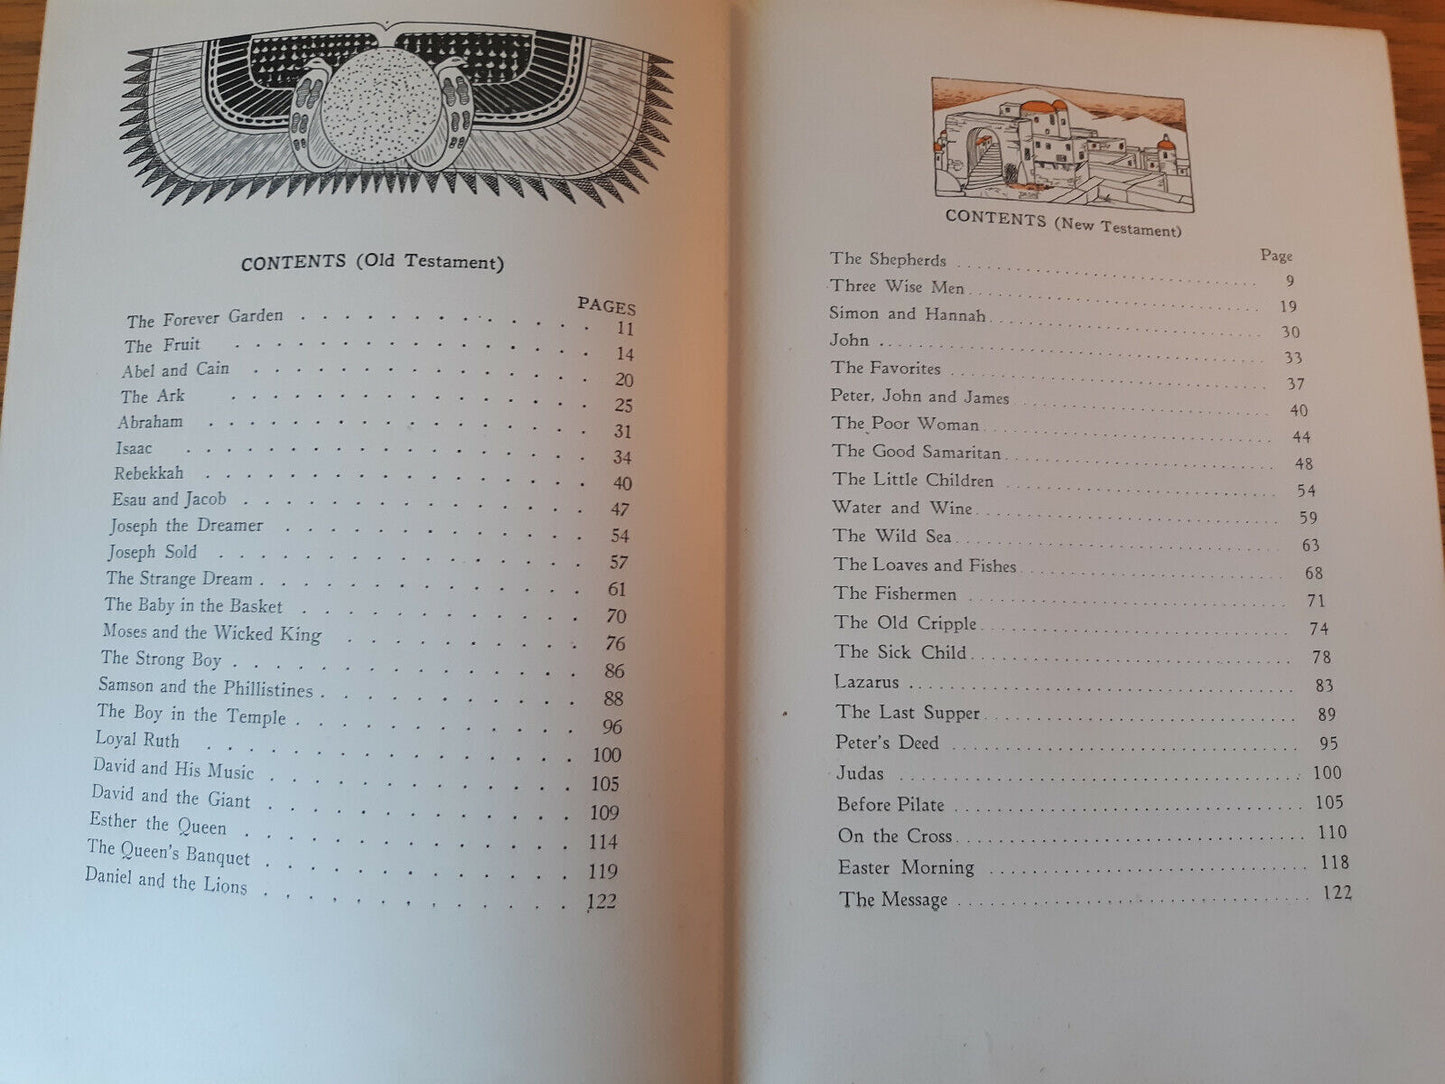 CONTENTS (Old Testament)
PAGES
The Forever Garden . . . . . . . . . . . . . 11
The Fruit . . . . . . . . . . . . . . 14
Abel and Cain . . . . . . . . . . . . . 20
The Ark . . . . . . . . . . . . . . 25
Abraham . . . . . . . . . . . . . . 31
Isaac . . . . . . . . . . . . . . . 34
Rebekkah . . . . . . . . . . . . . . 40
Esau and Jacob . . . . . . . . . . . . . 47
Joseph the Dreamer . . . . . . . . . . . . 54
Joseph Sold . . . . . . . . . . . . . 57
The Strange Dream . . . . . . . . . . . . 61
The Baby in the Basket . . . . . . . . . . . 70
Moses and the Wicked King . . . . . . . . . . 76
The Strong Boy . . . . . . . . . . . . . 86
Samson and the Phillistines . . . . . . . . . . 88
The Boy in the Temple . . . . . . . . . . . 96
Loyal Ruth . . . . . . . . . . . . . 100
David and His Music . . . . . . . . . . . . 105
David and the Giant . . . . . . . . . . . . 109
Esther the Queen . . . . . . . . . . . . . 114
The Queen's Banquet . . . . . . . . . . . . 119
Daniel and the Lions . . . . . . . . . . . . 122
CONTENTS (New Testament)
Page
The Shepherds . . . . . . . . . . 9
Three Wise Men . . . . . . . . . . 19
Simon and Hannah . . . . . . . . . . 30
John . . . . . . . . . . 33
The Favorites . . . . . . . . . . 37
Peter, John and James . . . . . . . . . . 40
The Poor Woman . . . . . . . . . . 44
The Good Samaritan . . . . . . . . . . 48
The Little Children . . . . . . . . . . 54
Water and Wine . . . . . . . . . . 59
The Wild Sea . . . . . . . . . . 63
The Loaves and Fishes . . . . . . . . . . 68
The Fishermen . . . . . . . . . . 71
The Old Cripple . . . . . . . . . . 74
The Sick Child . . . . . . . . . . 78
Lazarus . . . . . . . . . . 83
The Last Supper . . . . . . . . . . 89
Peter's Deed . . . . . . . . . . 95
Judas . . . . . . . . . . 100
Before Pilate . . . . . . . . . . 105
On the Cross . . . . . . . . . . 110
Easter Morning . . . . . . . . . . 118
The Message . . . . . . . . . . 122